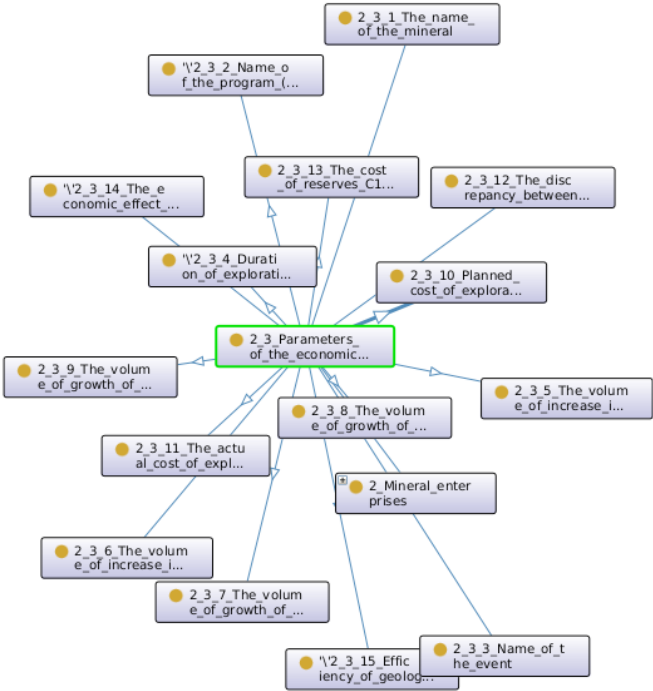 2_3_1_The_name_
_of_the_mineral
'\'2_3_2_Name_o
f_the_program_(...
2_3_13_The_cost
_of_reserves_C1...
2_3_12_The_disc
repancy_between...
'\'2_3_14_The_e
conomic_effect_...
'\'2_3_4_Durati
on_of_explorati...
2_3_10_Planned_
cost_of_explora...
2_3_Parameters_
of_the_economic...
2_3_9_The_volum
e_of_growth_of_...
2_3_5_The_volum
e_of_increase_i...
2_3_8_The_volum
e_of_growth_of_...
2_3_11_The_actu
al_cost_of_expl...
2_Mineral_enter
prises
2_3_6_The_volum
e_of_increase_i...
2_3_7_The_volum
e_of_growth_of_...
'\'2_3_15_Effic
iency_of_geolog...
2_3_3_Name_of_t
he_event